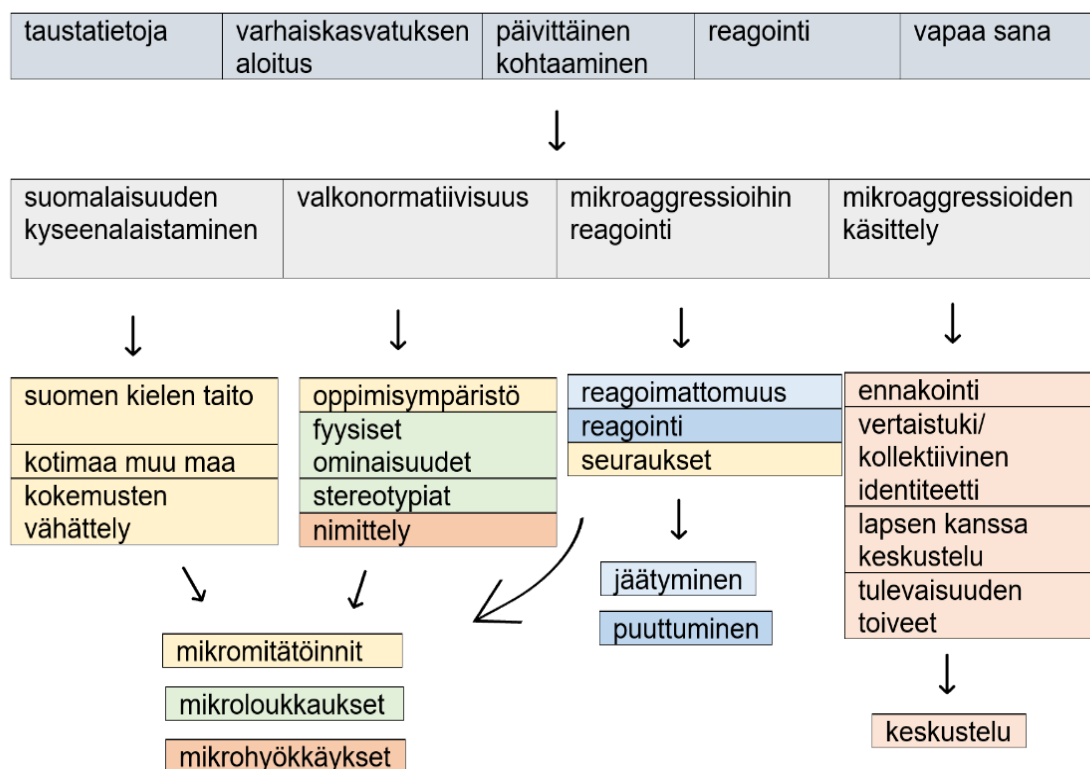 taustatietoja
varhaiskasvatuksen
aloitus
päivittäinen
kohtaaminen
reagointi
vapaa sana
suomalaisuuden
kyseenalaistaminen
valkonormatiivisuus
mikroaggressioihin
reagointi
mikroaggressioiden
käsittely
suomen kielen taito
kotimaa muu maa
kokemusten
vähättely
oppimisympäristö
fyysiset
ominaisuudet
stereotypiat
nimittely
reagoimattomuus
reagointi
seuraukset
ennakointi
vertaistuki/
kollektiivinen
identiteetti
lapsen kanssa
keskustelu
tulevaisuuden
toiveet
jäätyminen
puuttuminen
mikromitätöinnit
mikroloukkaukset
mikrohyökkäykset
keskustelu